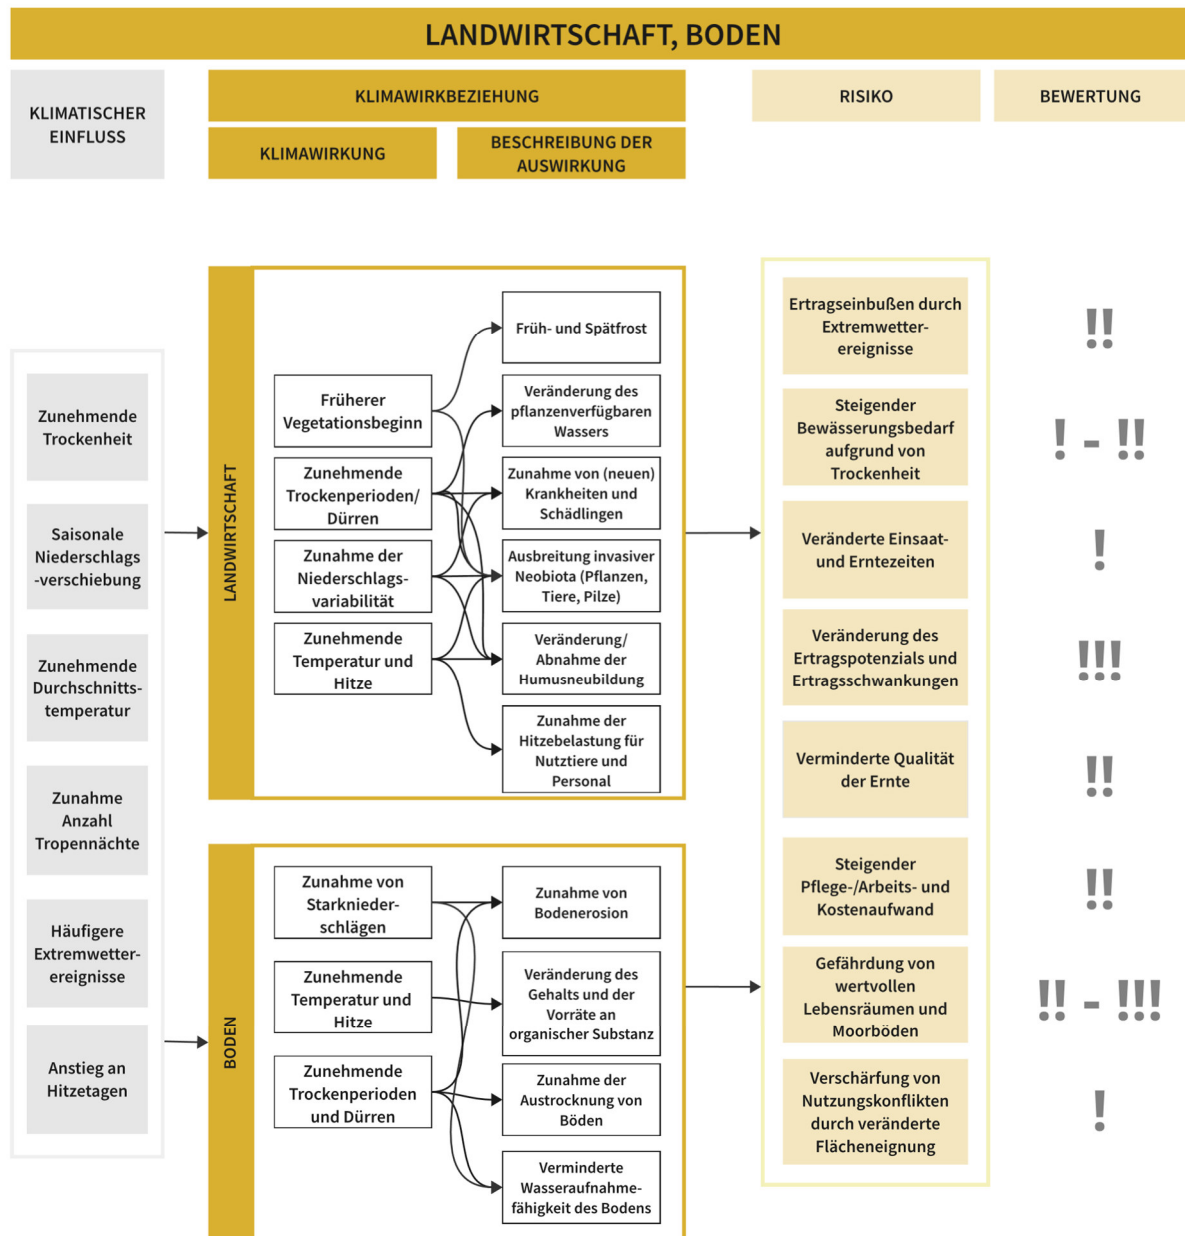 LANDWIRTSCHAFT, BODEN
KLIMATISCHER
EINFLUSS
KLIMAWIRKBEZIEHUNG
KLIMAWIRKUNG
BESCHREIBUNG DER
AUSWIRKUNG
RISIKO
BEWERTUNG
Zunehmende
Trockenheit
Saisonale
Niederschlags
-verschiebung
Zunehmende
Durchschnitts-
temperatur
Zunahme
Anzahl
Tropennächte
Häufigere
Extremwetter-
ereignisse
Anstieg an
Hitzetagen
LANDWIRTSCHAFT
Früherer
Vegetationsbeginn
Zunehmende
Trockenperioden/
Dürren
Zunahme der
Niederschlags-
variabilität
Zunehmende
Temperatur und
Hitze
Früh- und Spätfrost
Veränderung des
pflanzenverfügbaren
Wassers
Zunahme von (neuen)
Krankheiten und
Schädlingen
Ausbreitung invasiver
Neobiota (Pflanzen,
Tiere, Pilze)
Veränderung/
Abnahme der
Humusneubildung
Zunahme der
Hitzebelastung für
Nutztiere und
Personal
BODEN
Zunahme von
Starknieder-
schlägen
Zunehmende
Temperatur und
Hitze
Zunehmende
Trockenperioden
und Dürren
Zunahme von
Bodenerosion
Veränderung des
Gehalts und der
Vorräte an
organischer Substanz
Zunahme der
Austrocknung von
Böden
Verminderte
Wasseraufnahme-
fähigkeit des Bodens
Ertragseinbußen durch
Extremwetter-
ereignisse
!!
Steigender
Bewässerungsbedarf
aufgrund von
Trockenheit
! - !!
Veränderte Einsaat-
und Erntezeiten
!
Veränderung des
Ertragspotenzials und
Ertragsschwankungen
!!!
Verminderte Qualität
der Ernte
!!
Steigender
Pflege-/Arbeits- und
Kostenaufwand
!!
Gefährdung von
wertvollen
Lebensräumen und
Moorböden
!! - !!!
Verschärfung von
Nutzungskonflikten
durch veränderte
Flächeneignung
!